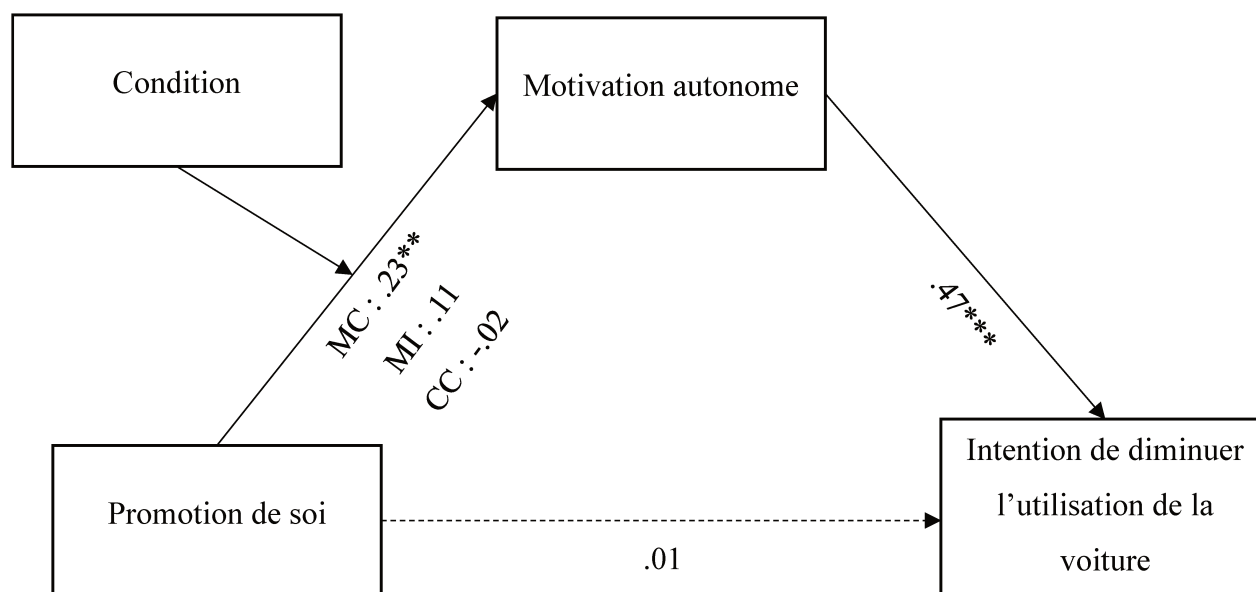 Condition
Motivation autonome
MC : .23**
MI : .11
CC : -.02
.47***
Promotion de soi
.01
Intention de diminuer
l’utilisation de la
voiture